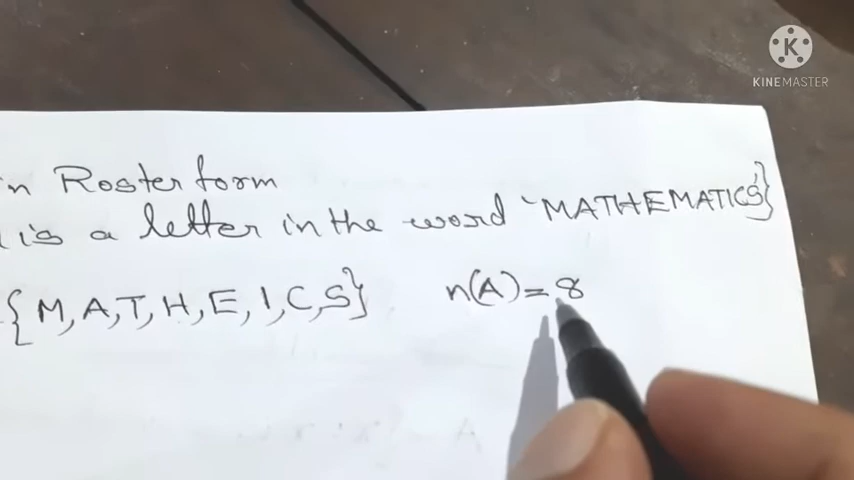 KINEMASTER
n Roster form
is a letter in the word 'MATHEMATICS'}
{M, A, T, H, E, I, C, S} n(A) = 8